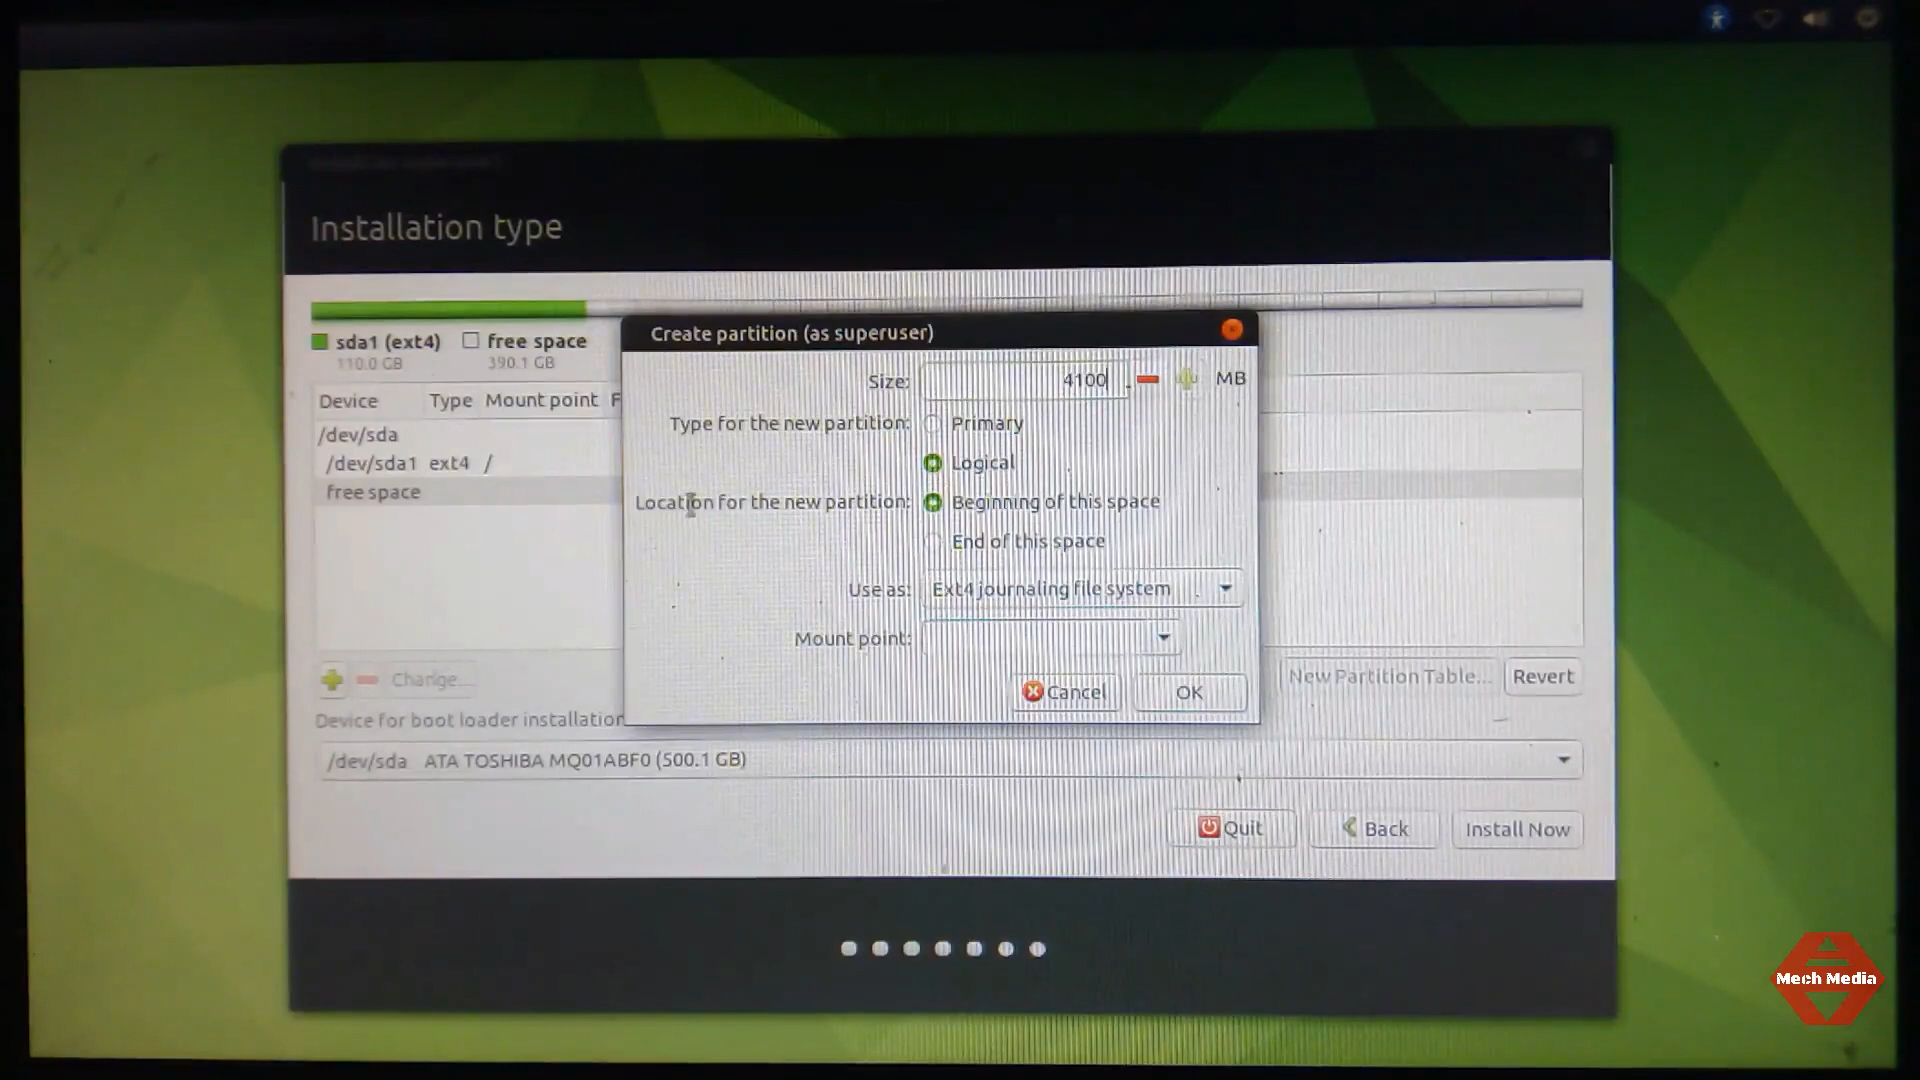 Installation type
sda1 (ext4) free space
110.0 GB 390.1 GB
Create partition (as superuser)
Size: 4100 MB
Type for the new partition: Primary
Logical
Location for the new partition: Beginning of this space
End of this space
Use as: Ext4 journaling file system
Mount point:
Cancel OK
Device Type Mount point F
/dev/sda
/dev/sda1 ext4 /
free space
Change... New Partition Table... Revert
Device for boot loader installation
/dev/sda ATA TOSHIBA MQ01ABF0 (500.1 GB)
Quit Back Install Now
Mech Media